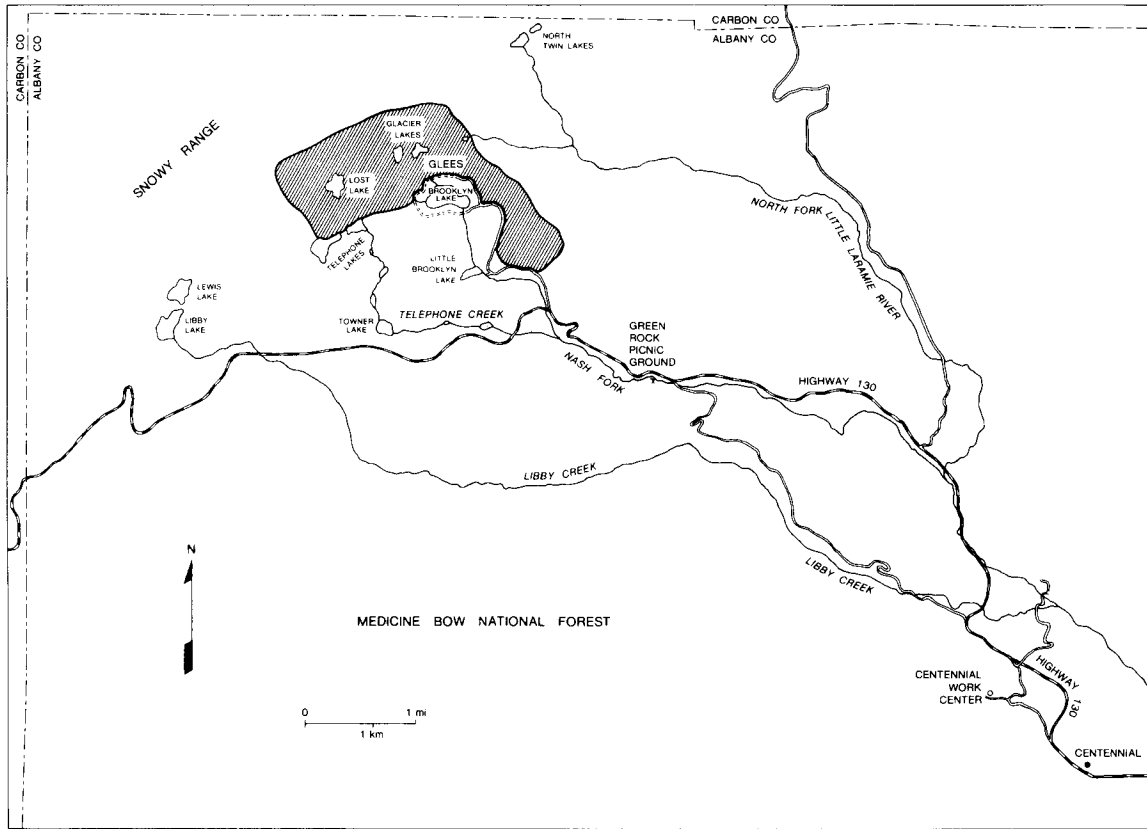 CARBON CO
ALBANY CO
CARBON CO
ALBANY CO
NORTH
TWIN LAKES
SNOWY RANGE
GLACIER
LAKES
GLEES
LOST
LAKE
BROOKLYN
LAKE
TELEPHONE
LAKES
LITTLE
BROOKLYN
LAKE
NORTH FORK LITTLE LARAMIE RIVER
LEWIS
LAKE
LIBBY
LAKE
TOWNER
LAKE
TELEPHONE CREEK
GREEN
ROCK
PICNIC
GROUND
NASH FORK
HIGHWAY 130
LIBBY CREEK
LIBBY CREEK
N
MEDICINE BOW NATIONAL FOREST
HIGHWAY 130
CENTENNIAL
WORK
CENTER
0 1 mi
1 km
CENTENNIAL